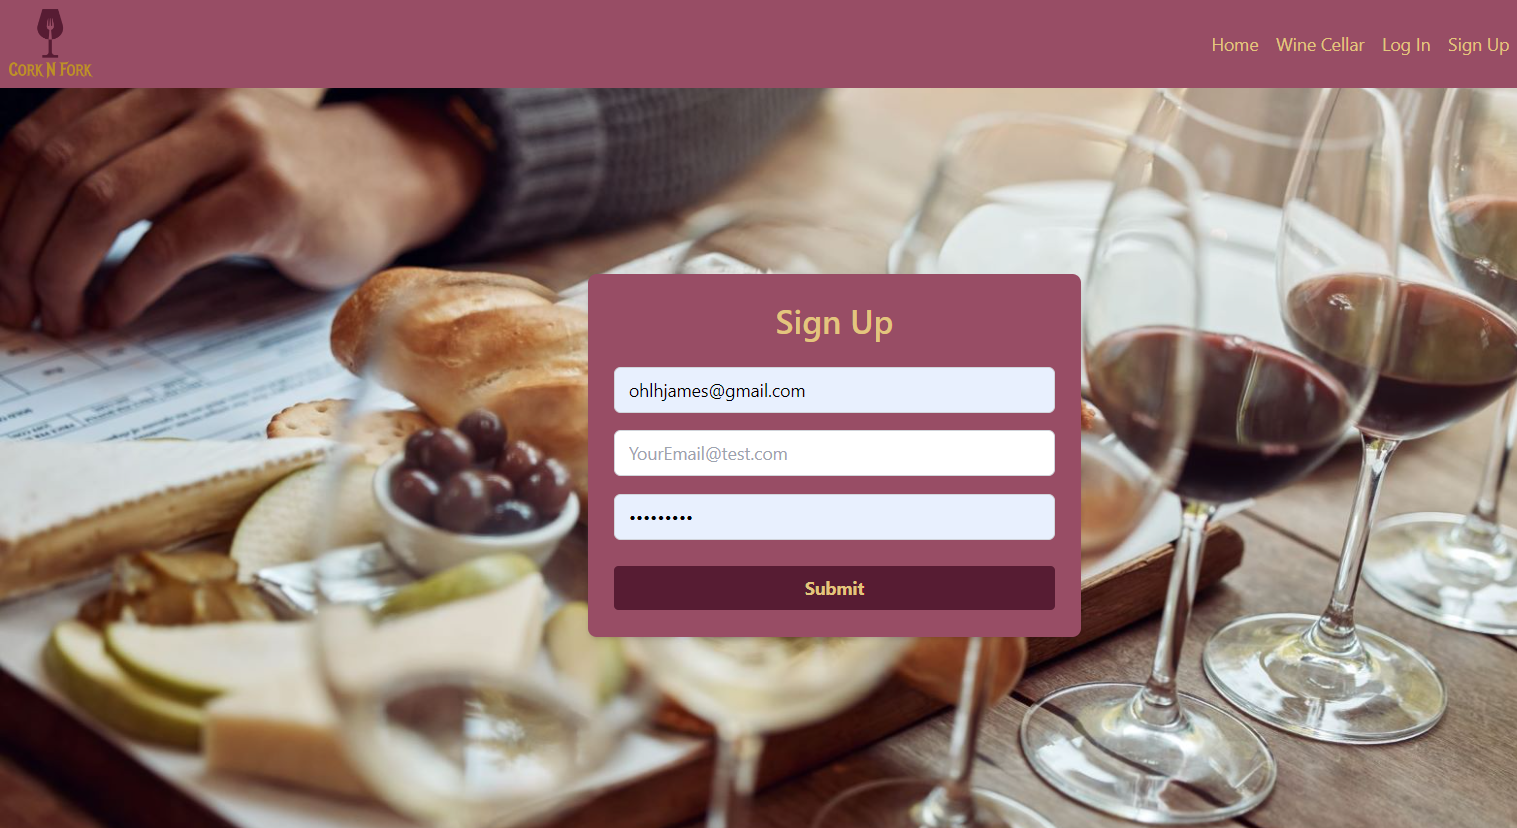 Cork N Fork
Home Wine Cellar Log In Sign Up
Sign Up
ohlhjames@gmail.com
YourEmail@test.com
•••••••••
Submit